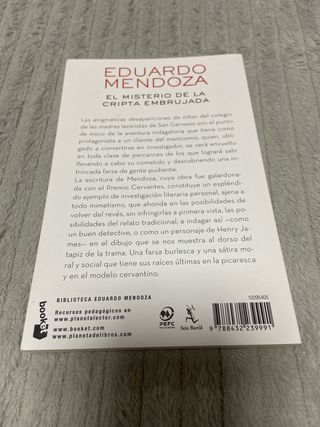 EDUARDO
MENDOZA
EL MISTERIO DE LA
CRIPTA EMBRUJADA
Las enigmáticas desapariciones de niñas del colegio
de las madres lazaristas de San Gervasio son el punto
de inicio de la aventura indagatoria que tiene como
protagonista a un cliente del manicomio, quien, obli-
gado a convertirse en investigador, se verá envuelto
en toda clase de percances de los que logrará salir
llevando a cabo su cometido y descubriendo una in-
trincada farsa de gente pudiente.
La escritura de Mendoza, cuya obra fue galardona-
da con el Premio Cervantes, constituye un espléndi-
do ejemplo de investigación literaria personal, ajeno a
todo mimetismo, que ahonda en las posibilidades de
volver del revés, sin infringirlas a primera vista, las po-
sibilidades del relato tradicional, e indagar así —como
un buen detective, o como un personaje de Henry Ja-
mes— en el dibujo que se nos muestra al dorso del
tapiz de la trama. Una farsa burlesca y una sátira mo-
ral y social que tiene sus raíces últimas en la picaresca
y en el modelo cervantino.
BIBLIOTECA EDUARDO MENDOZA
Recursos pedagógicos en
www.planetalector.com
www.booket.com
www.planetadelibros.com
booket
PEFC
Seix Barral
10295405
9 788432 239991